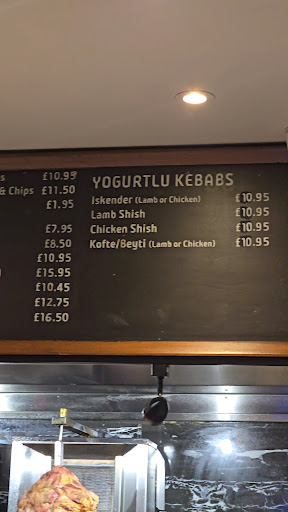 s £10.95
& Chips £11.50
£1.95
£7.95
£8.50
£10.95
£15.95
£10.45
£12.75
£16.50
YOGURTLU KEBABS
Iskender (Lamb or Chicken) £10.95
Lamb Shish £10.95
Chicken Shish £10.95
Kofte/Beyti (Lamb or Chicken) £10.95